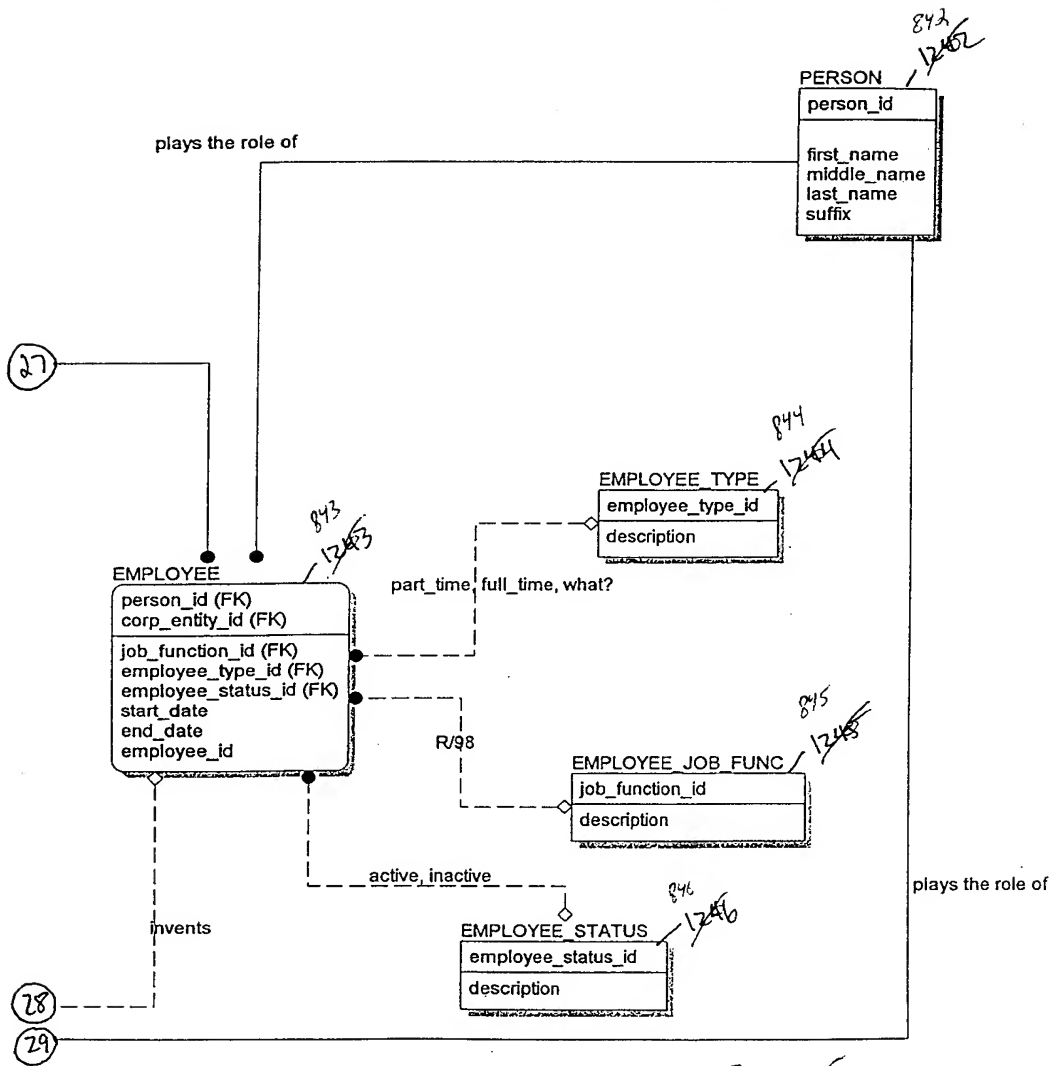 842
1242
PERSON
person_id
first_name
middle_name
last_name
suffix
plays the role of
27
844
1244
EMPLOYEE_TYPE
employee_type_id
description
843
1243
EMPLOYEE
person_id (FK)
corp_entity_id (FK)
job_function_id (FK)
employee_type_id (FK)
employee_status_id (FK)
start_date
end_date
employee_id
part_time, full_time, what?
R/98
845
1245
EMPLOYEE_JOB_FUNC
job_function_id
description
active, inactive
846
1246
EMPLOYEE_STATUS
employee_status_id
description
plays the role of
invents
28
29